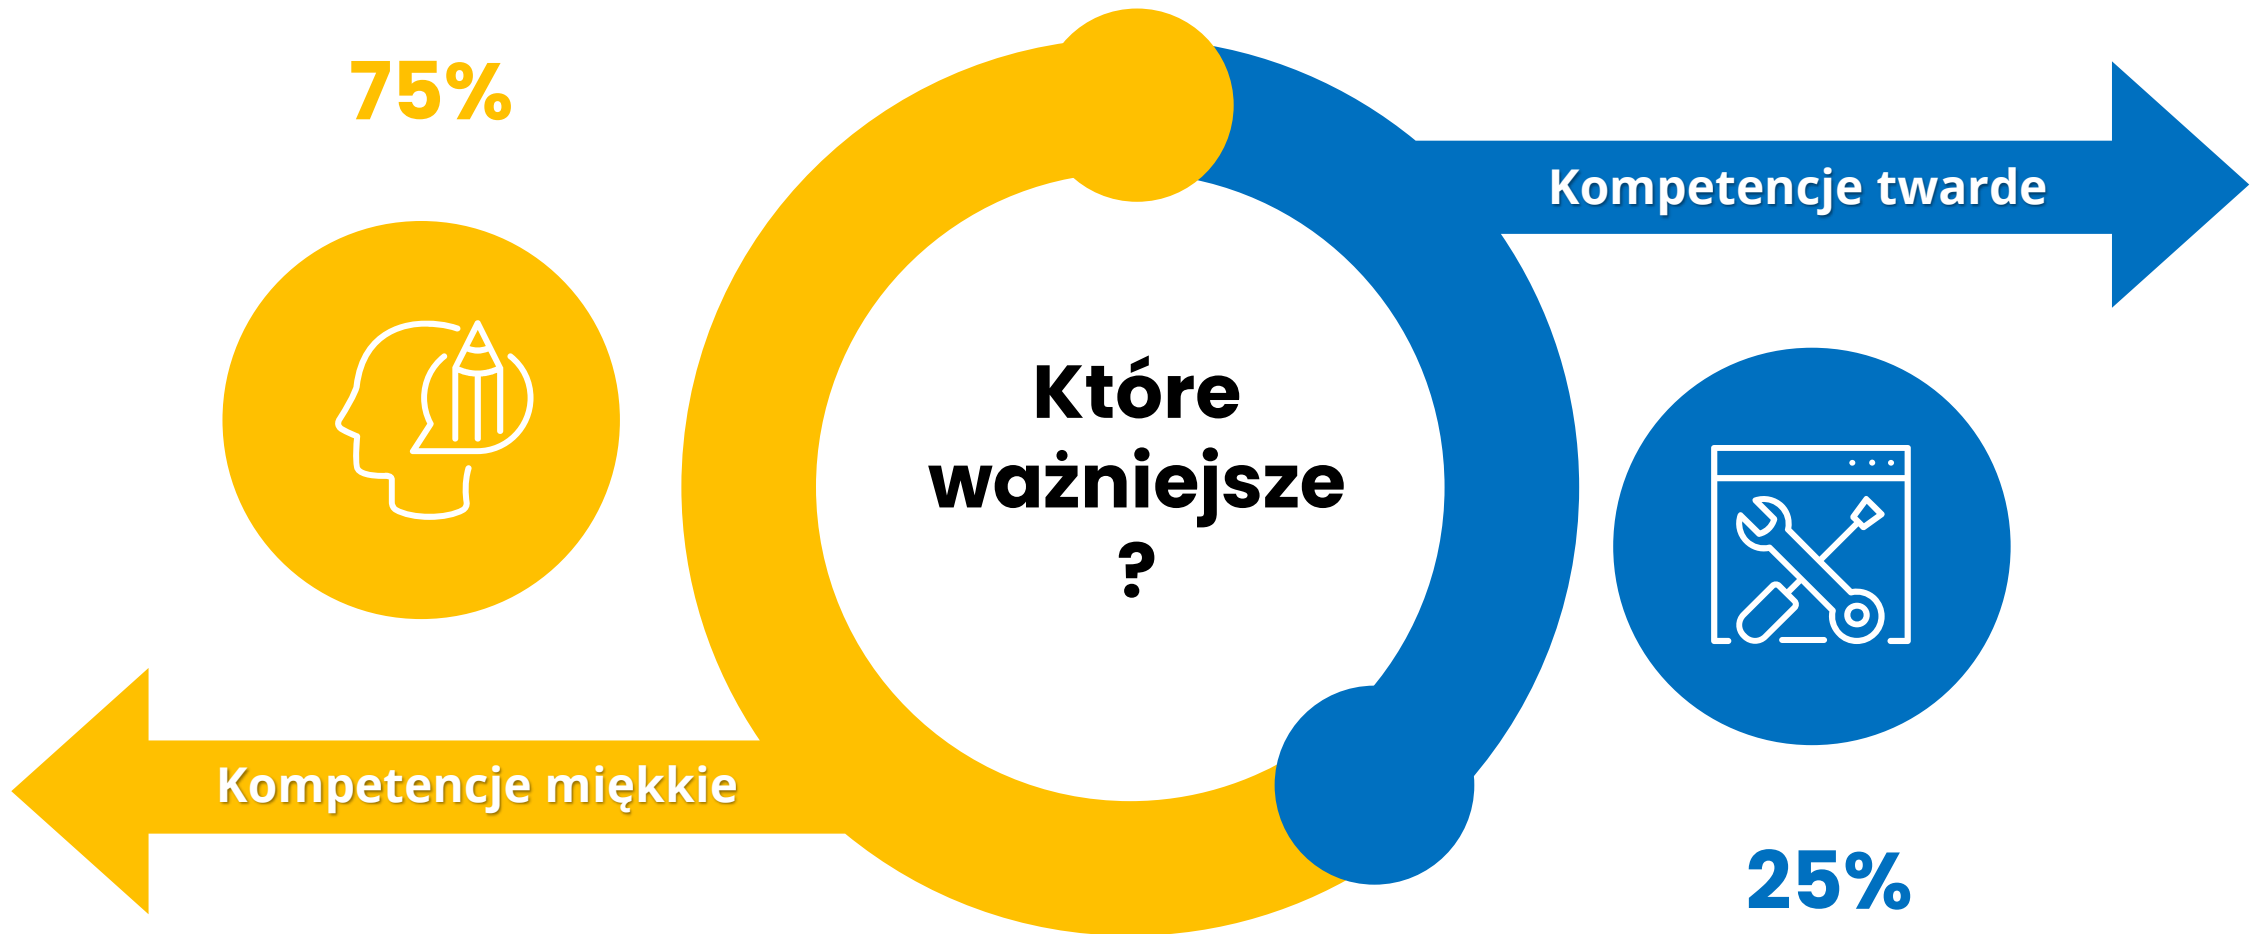 75%
Kompetencje twarde
Które
ważniejsze
?
Kompetencje miękkie
25%